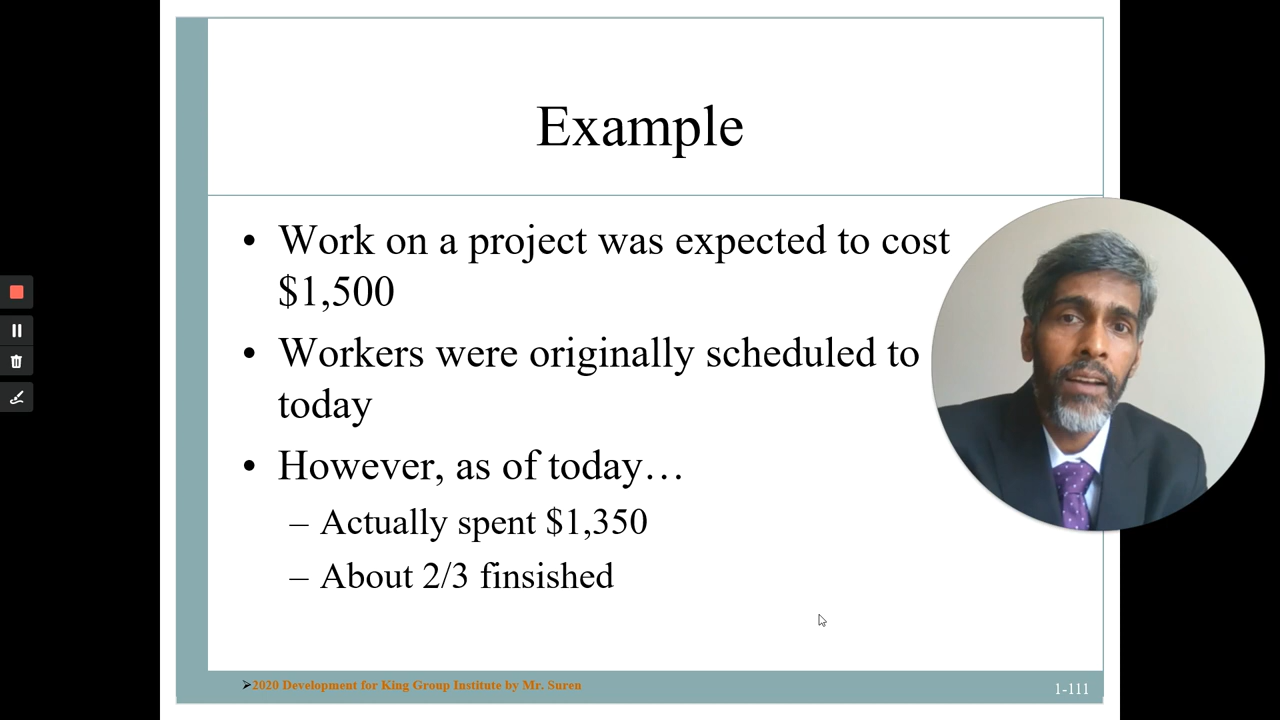 Example
• Work on a project was expected to cost
$1,500
• Workers were originally scheduled to
today
• However, as of today…
– Actually spent $1,350
– About 2/3 finsished
➢2020 Development for King Group Institute by Mr. Suren
1-111